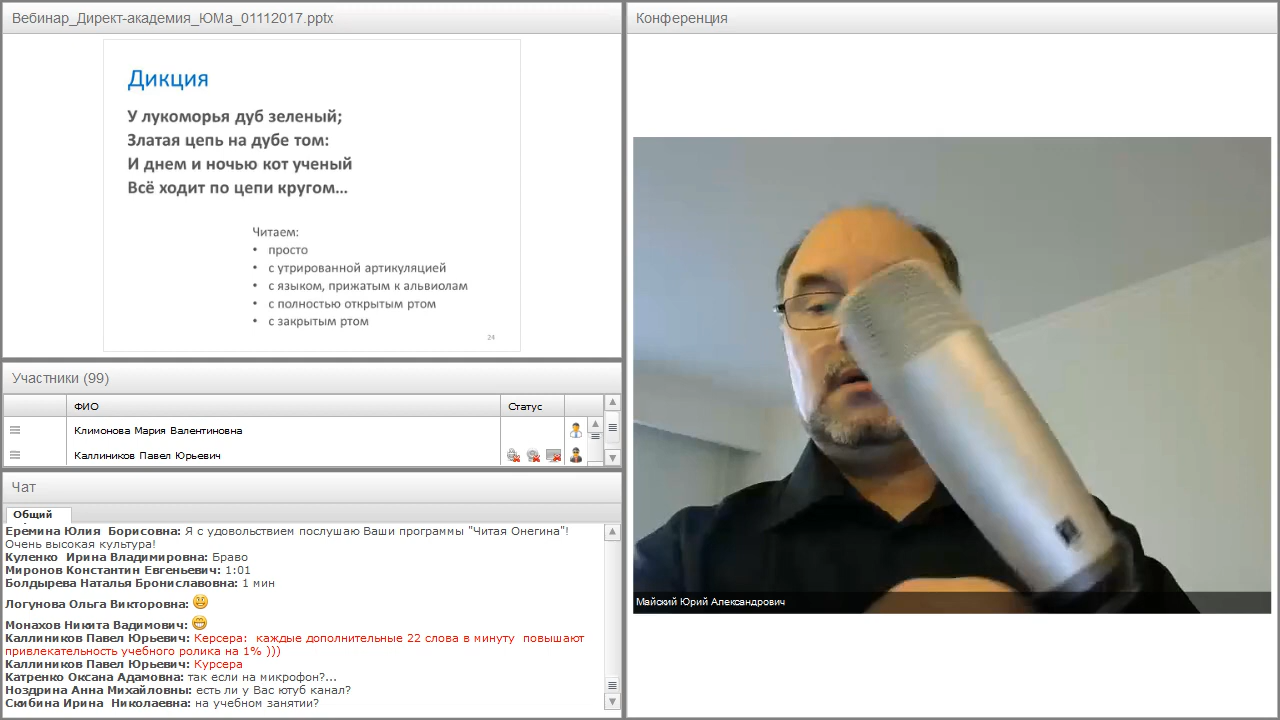 Вебинар_Директ-академия_ЮМа_01112017.pptx
Дикция
У лукоморья дуб зеленый;
Златая цепь на дубе том:
И днем и ночью кот ученый
Всё ходит по цепи кругом...
Читаем:
• просто
• с утрированной артикуляцией
• с языком, прижатым к альвиолам
• с полностью открытым ртом
• с закрытым ртом
24
Участники (99)
ФИО Статус
Климонова Мария Валентиновна
Каллиников Павел Юрьевич
Чат
Общий
Еремина Юлия Борисовна: Я с удовольствием послушаю Ваши программы "Читая Онегина"!
Очень высокая культура!
Куленко Ирина Владимировна: Браво
Миронов Константин Евгеньевич: 1:01
Болдырева Наталья Брониславовна: 1 мин
Логунова Ольга Викторовна:
Монахов Никита Вадимович:
Каллиников Павел Юрьевич: Керсера: каждые дополнительные 22 слова в минуту повышают
привлекательность учебного ролика на 1% )))
Каллиников Павел Юрьевич: Курсера
Катренко Оксана Адамовна: так если на микрофон?...
Ноздрина Анна Михайловны: есть ли у Вас ютуб канал?
Скибина Ирина Николаевна: на учебном занятии?
Конференция
Майский Юрий Александрович